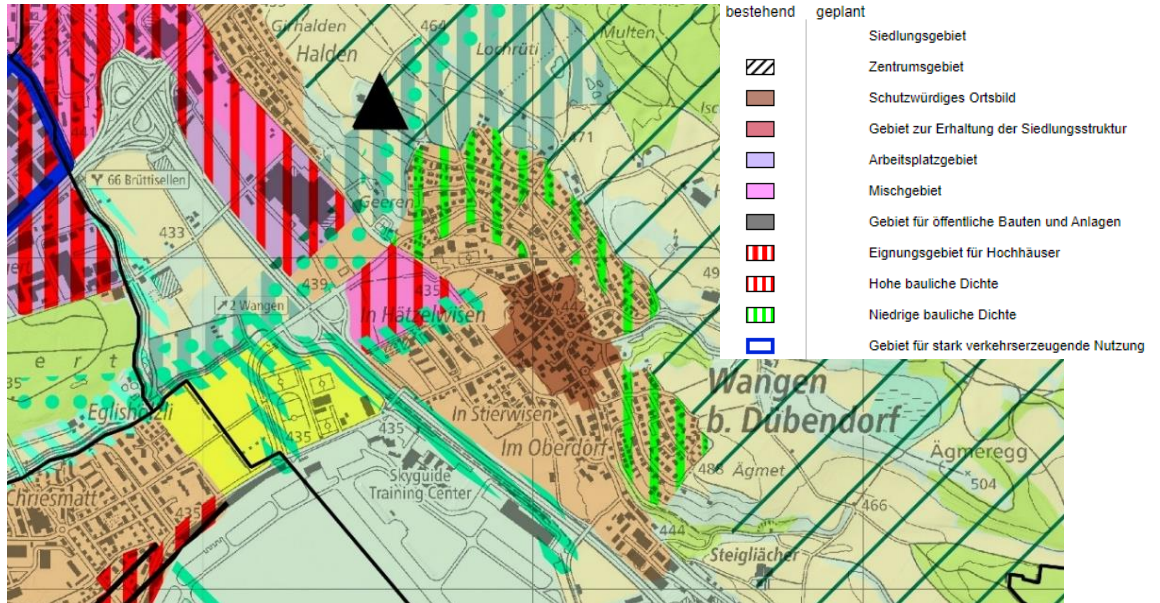 bestehend geplant
Siedlungsgebiet
Zentrumsgebiet
Schutzwürdiges Ortsbild
Gebiet zur Erhaltung der Siedlungsstruktur
Arbeitsplatzgebiet
Mischgebiet
Gebiet für öffentliche Bauten und Anlagen
Eignungsgebiet für Hochhäuser
Hohe bauliche Dichte
Niedrige bauliche Dichte
Gebiet für stark verkehrserzeugende Nutzung
Girhalden
464
Multen
Halden
Lochrüti
441
471
66 Brüttisellen
Geeren
433
439
435
2 Wangen
In Hätzelwisen
442
Wangen
b. Dübendorf
Eglishölzli
435
435
In Stierwisen
Im Oberdorf
Skyguide
Training Center
Ägmet
Ägmeregg
504
Chriesmatt
435
466
444
Steigliächer